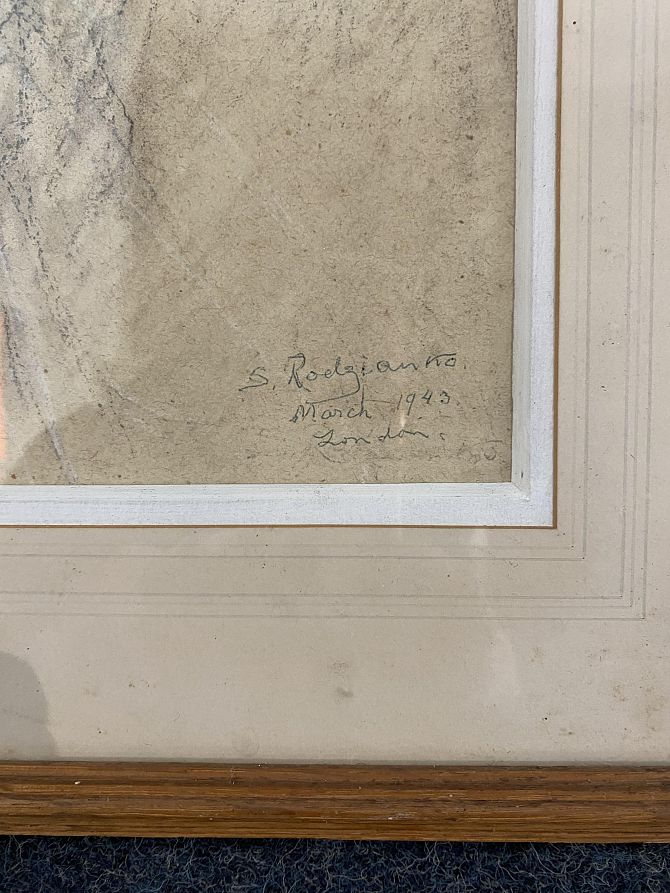 S. Rodzianko.
March 1943
London.